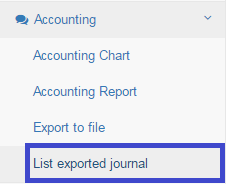 Accounting
Accounting Chart
Accounting Report
Export to file
List exported journal